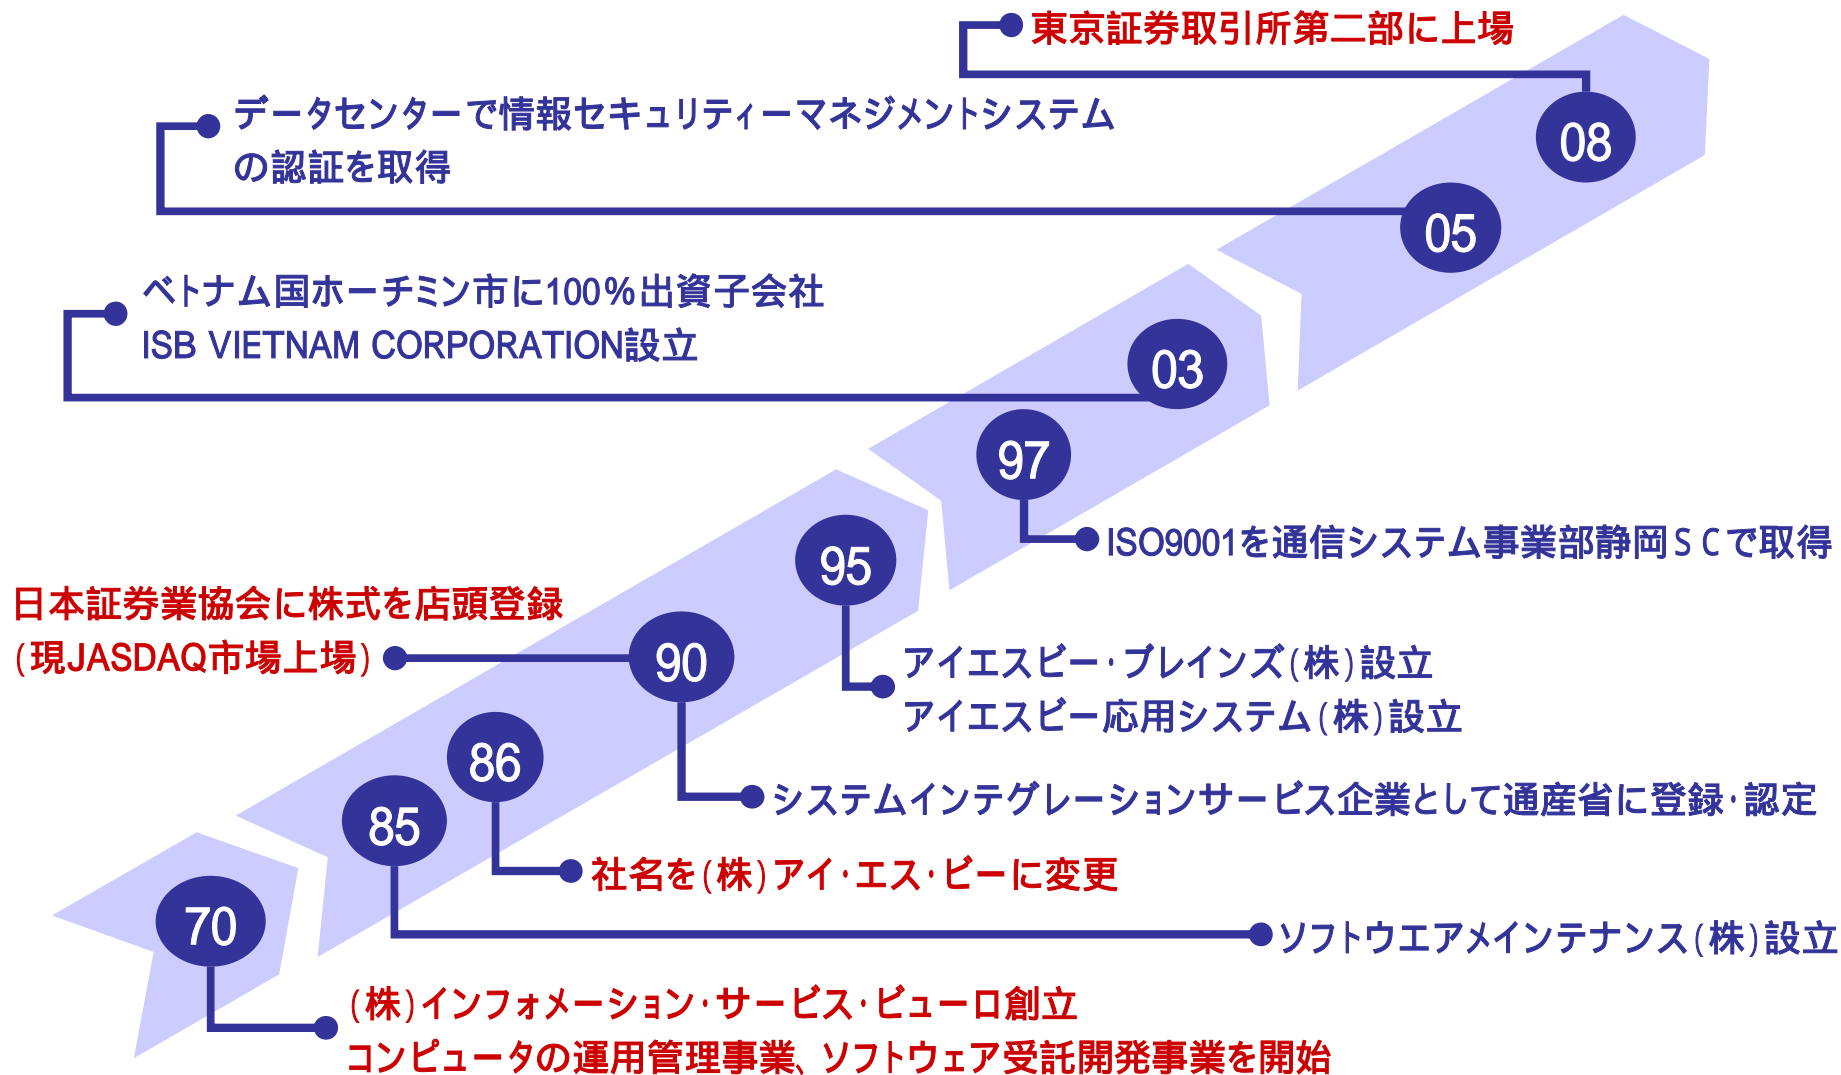 東京証券取引所第二部に上場
08
データセンターで情報セキュリティーマネジメントシステム
の認証を取得
05
ベトナム国ホーチミン市に100%出資子会社
ISB VIETNAM CORPORATION設立
03
97
ISO9001を通信システム事業部静岡SCで取得
95
アイエスビー・ブレインズ(株)設立
アイエスビー応用システム(株)設立
日本証券業協会に株式を店頭登録
(現JASDAQ市場上場)
90
システムインテグレーションサービス企業として通産省に登録・認定
86
社名を(株)アイ・エス・ビーに変更
85
ソフトウエアメインテナンス(株)設立
70
(株)インフォメーション・サービス・ビューロ創立
コンピュータの運用管理事業、ソフトウェア受託開発事業を開始